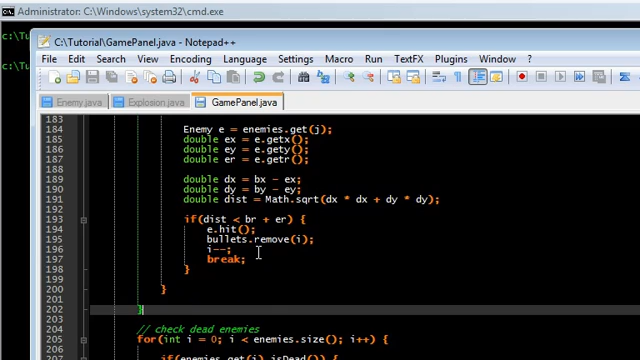 Administrator: C:\Windows\system32\cmd.exe
c:\Tu
C:\Tutorial\GamePanel.java - Notepad++
File Edit Search View Encoding Language Settings Macro Run TextFX Plugins Window ?
c:\Tu
Enemy.java Explosion.java GamePanel.java
183
184 Enemy e = enemies.get(j);
185 double ex = e.getx();
186 double ey = e.gety();
187 double er = e.getr();
188
189 double dx = bx - ex;
190 double dy = by - ey;
191 double dist = Math.sqrt(dx * dx + dy * dy);
192
193 if(dist < br + er) {
194 e.hit();
195 bullets.remove(i);
196 i--;
197 break;
198 }
199
200 }
201
202 }
203
204 // check dead enemies
205 for(int i = 0; i < enemies.size(); i++) {
206
207 if(enemies.get(i).isDead()) {